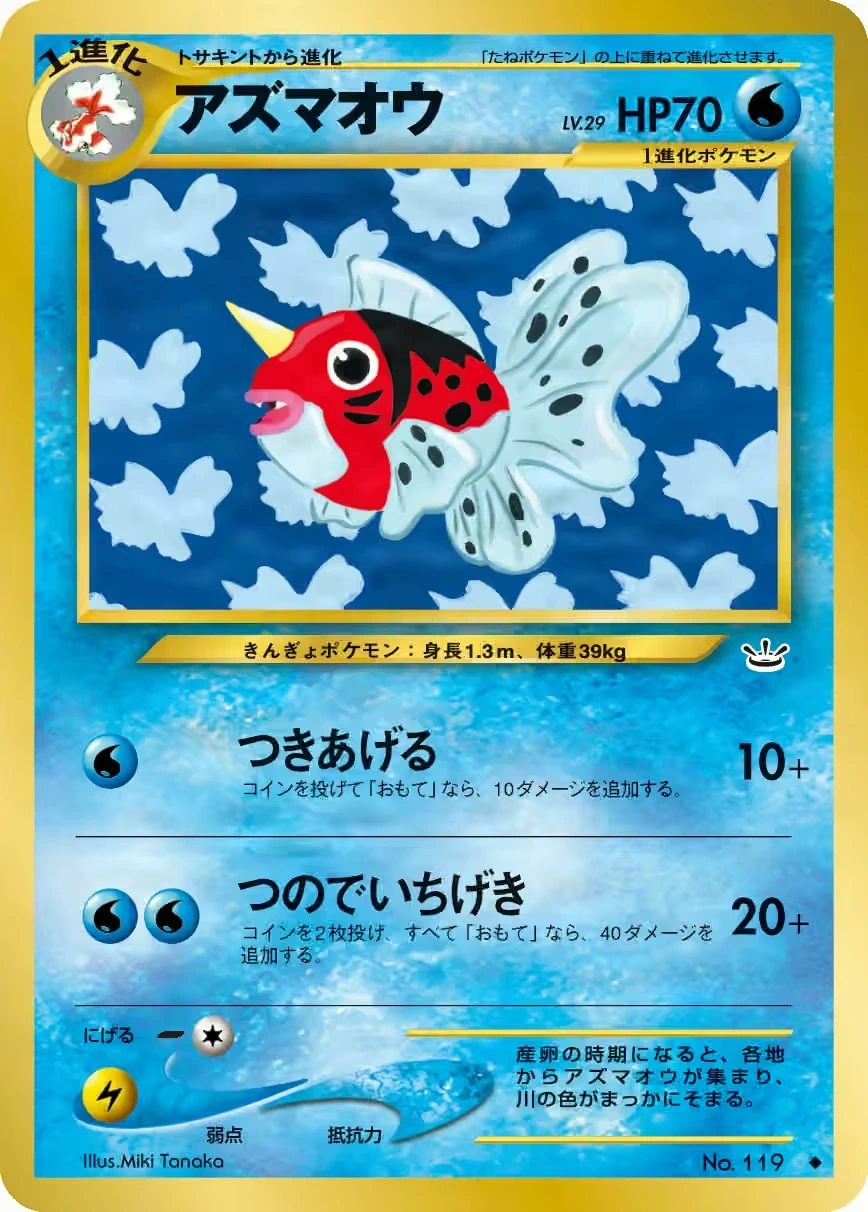 1進化
トサキントから進化
「たねポケモン」の上に重ねて進化させます。
アズマオウ
LV.29 HP70
1進化ポケモン
きんぎょポケモン：身長1.3m、体重39kg
つきあげる 10+
コインを投げて「おもて」なら、10ダメージを追加する。
つのでいちげき 20+
コインを2枚投げ、すべて「おもて」なら、40ダメージを
追加する。
にげる
産卵の時期になると、各地
からアズマオウが集まり、
川の色がまっかにそまる。
弱点 抵抗力
Illus.Miki Tanaka
No. 119